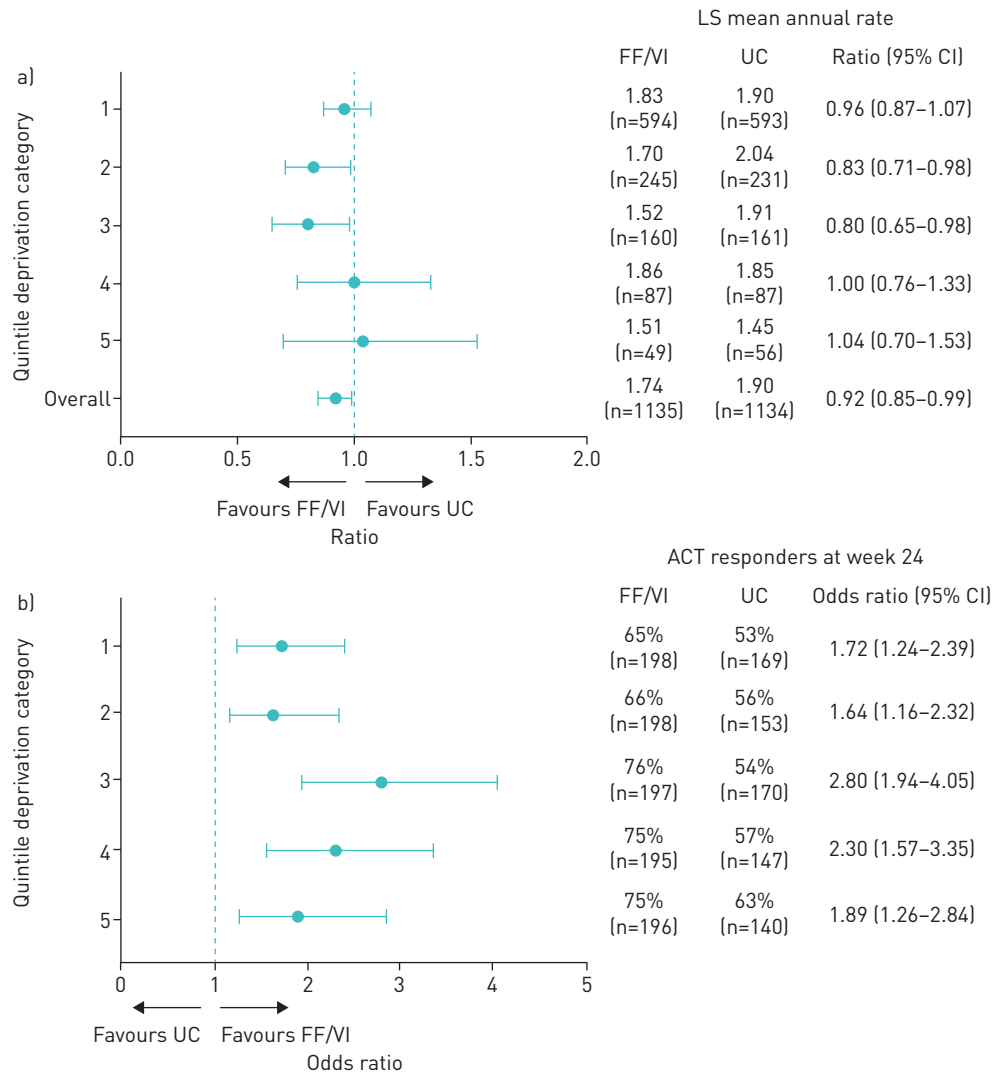 LS mean annual rate
FF/VI UC Ratio (95% CI)
a)
Quintile deprivation category
1 1.83 1.90 0.96 (0.87–1.07)
(n=594) (n=593)
2 1.70 2.04 0.83 (0.71–0.98)
(n=245) (n=231)
3 1.52 1.91 0.80 (0.65–0.98)
(n=160) (n=161)
4 1.86 1.85 1.00 (0.76–1.33)
(n=87) (n=87)
5 1.51 1.45 1.04 (0.70–1.53)
(n=49) (n=56)
Overall 1.74 1.90 0.92 (0.85–0.99)
(n=1135) (n=1134)
0.0 0.5 1.0 1.5 2.0
Favours FF/VI Favours UC
Ratio
ACT responders at week 24
FF/VI UC Odds ratio (95% CI)
b)
Quintile deprivation category
1 65% 53% 1.72 (1.24–2.39)
(n=198) (n=169)
2 66% 56% 1.64 (1.16–2.32)
(n=198) (n=153)
3 76% 54% 2.80 (1.94–4.05)
(n=197) (n=170)
4 75% 57% 2.30 (1.57–3.35)
(n=195) (n=147)
5 75% 63% 1.89 (1.26–2.84)
(n=196) (n=140)
0 1 2 3 4 5
Favours UC Favours FF/VI
Odds ratio